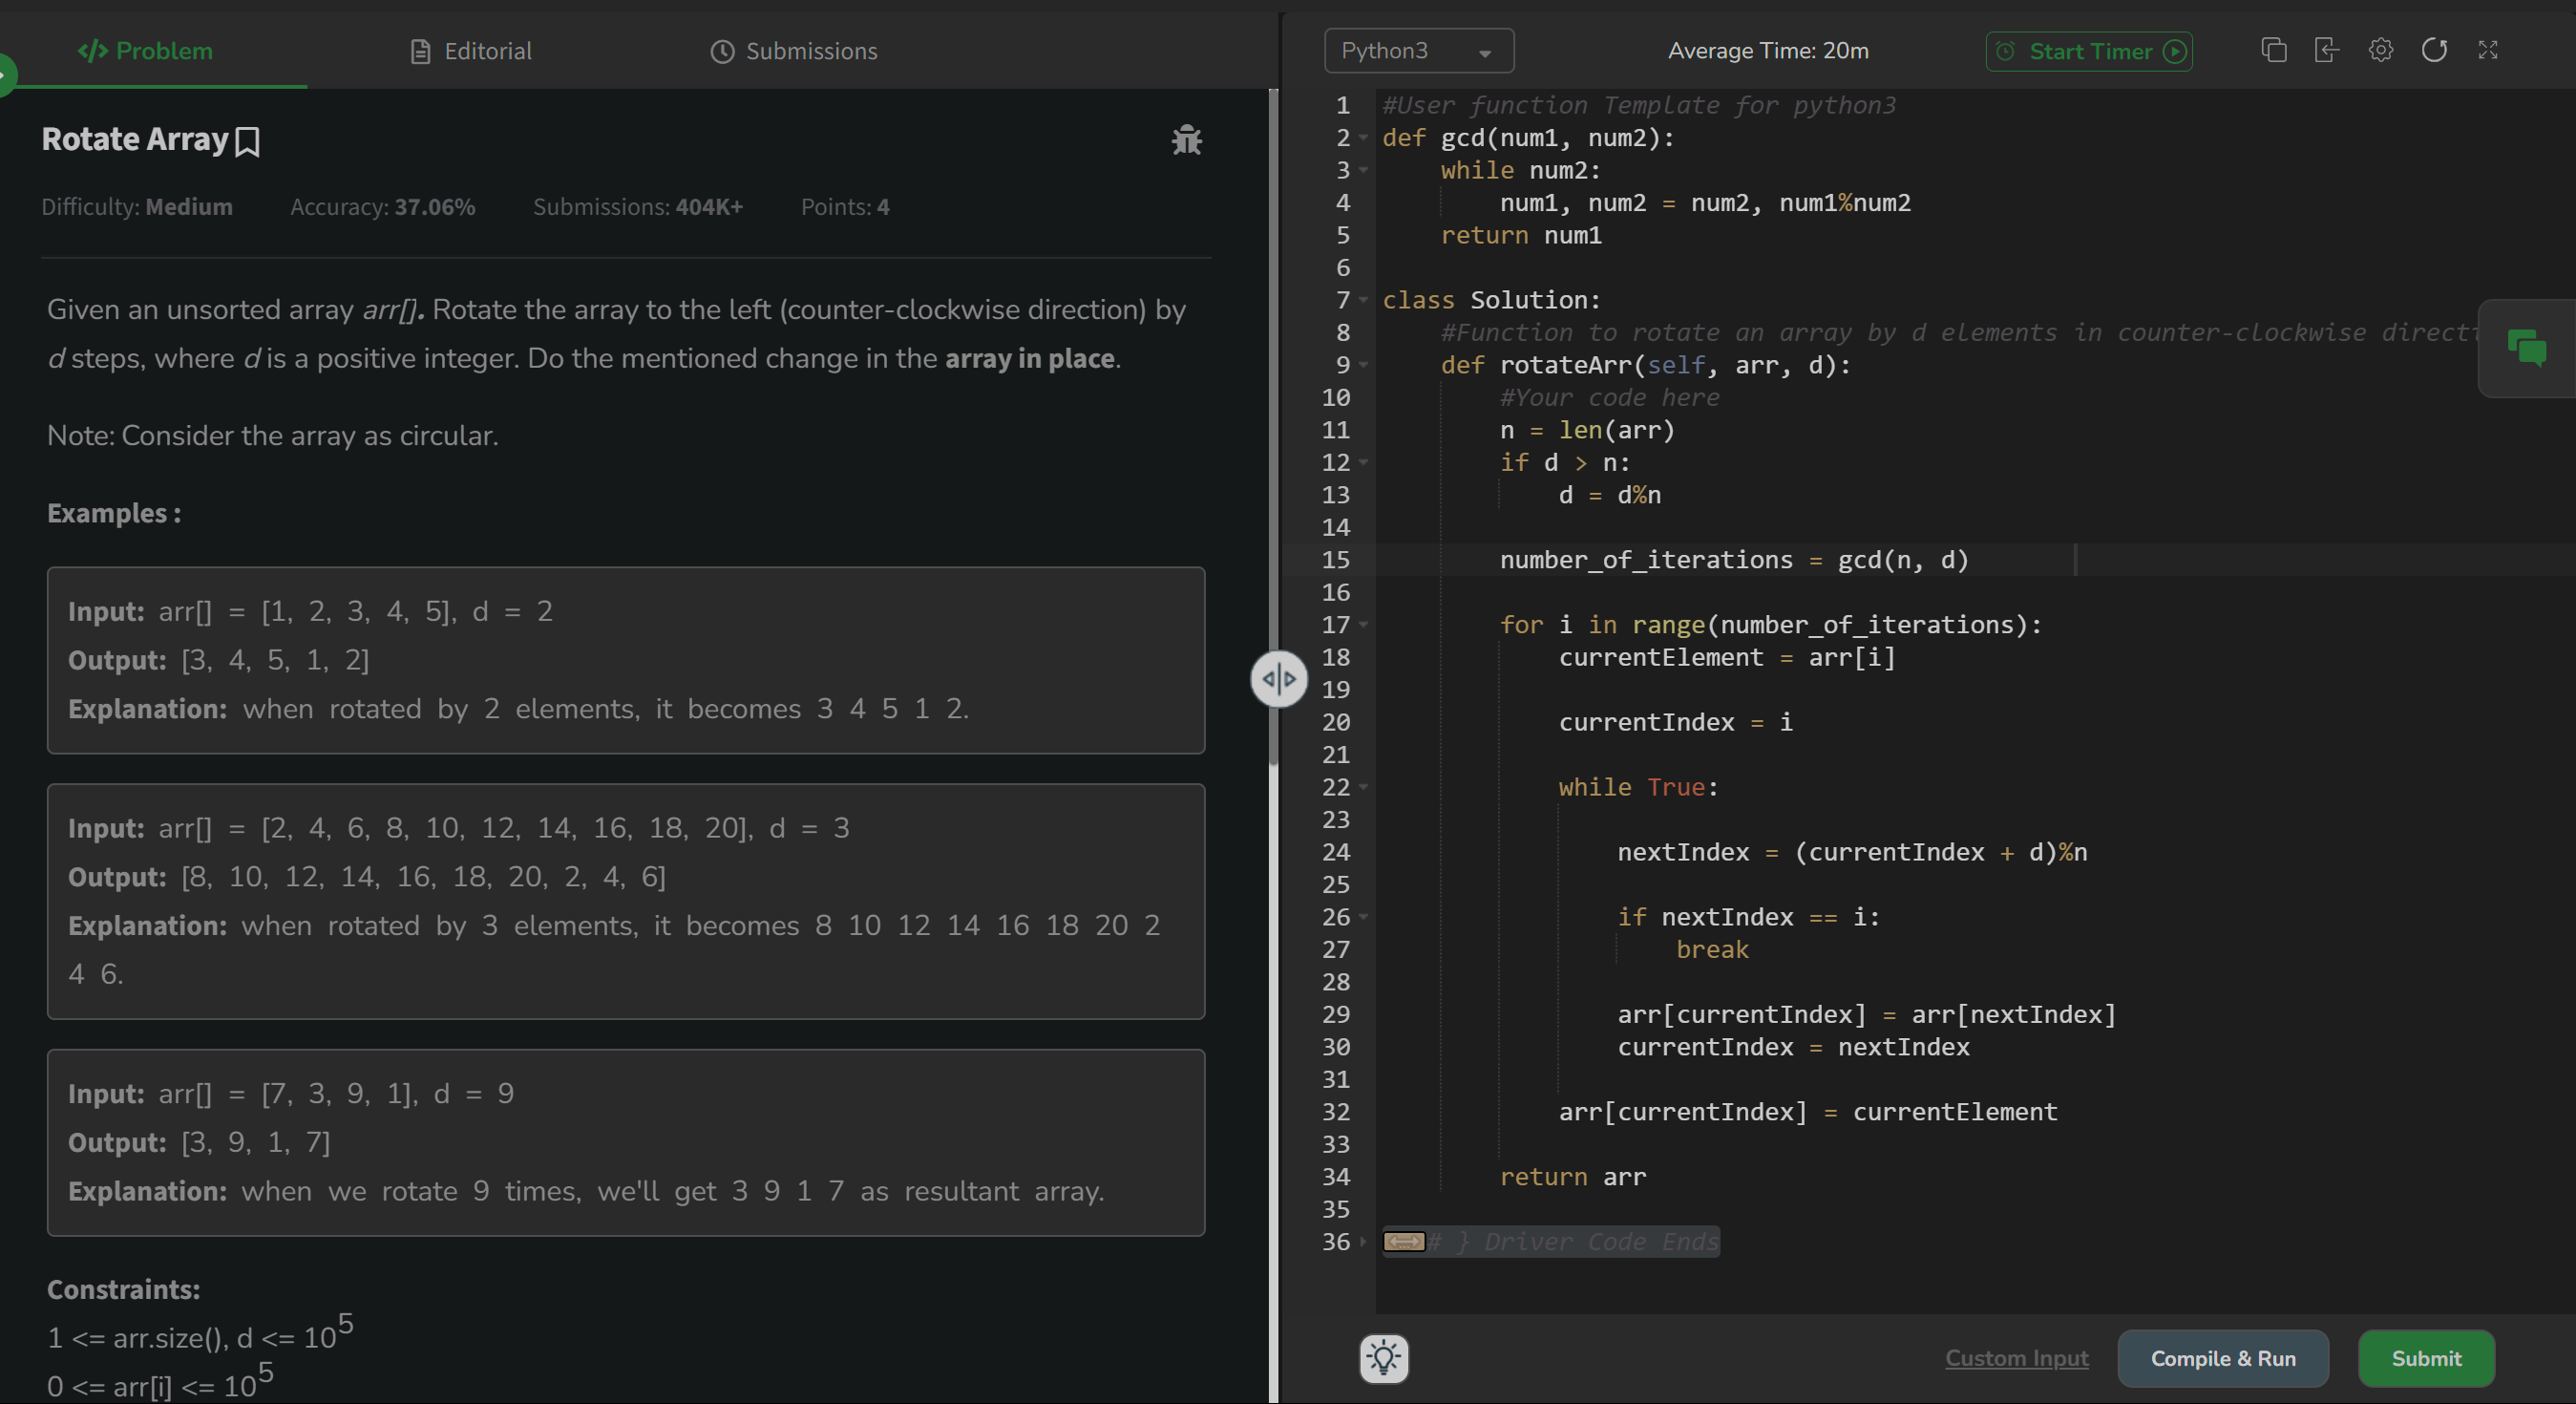 </> Problem
Editorial
Submissions
Rotate Array
Difficulty: Medium Accuracy: 37.06% Submissions: 404K+ Points: 4
Given an unsorted array arr[]. Rotate the array to the left (counter-clockwise direction) by
d steps, where d is a positive integer. Do the mentioned change in the array in place.
Note: Consider the array as circular.
Examples :
Input: arr[] = [1, 2, 3, 4, 5], d = 2
Output: [3, 4, 5, 1, 2]
Explanation: when rotated by 2 elements, it becomes 3 4 5 1 2.
Input: arr[] = [2, 4, 6, 8, 10, 12, 14, 16, 18, 20], d = 3
Output: [8, 10, 12, 14, 16, 18, 20, 2, 4, 6]
Explanation: when rotated by 3 elements, it becomes 8 10 12 14 16 18 20 2
4 6.
Input: arr[] = [7, 3, 9, 1], d = 9
Output: [3, 9, 1, 7]
Explanation: when we rotate 9 times, we'll get 3 9 1 7 as resultant array.
Constraints:
1 <= arr.size(), d <= 10^5
0 <= arr[i] <= 10^5
Python3
Average Time: 20m
Start Timer
1 #User function Template for python3
2 def gcd(num1, num2):
3     while num2:
4         num1, num2 = num2, num1%num2
5     return num1
6
7 class Solution:
8     #Function to rotate an array by d elements in counter-clockwise
9     def rotateArr(self, arr, d):
10         #Your code here
11         n = len(arr)
12         if d > n:
13             d = d%n
14
15         number_of_iterations = gcd(n, d)
16
17         for i in range(number_of_iterations):
18             currentElement = arr[i]
19
20             currentIndex = i
21
22             while True:
23
24                 nextIndex = (currentIndex + d)%n
25
26                 if nextIndex == i:
27                     break
28
29                 arr[currentIndex] = arr[nextIndex]
30                 currentIndex = nextIndex
31
32             arr[currentIndex] = currentElement
33
34         return arr
35
36 # } Driver Code Ends
Custom Input
Compile & Run
Submit